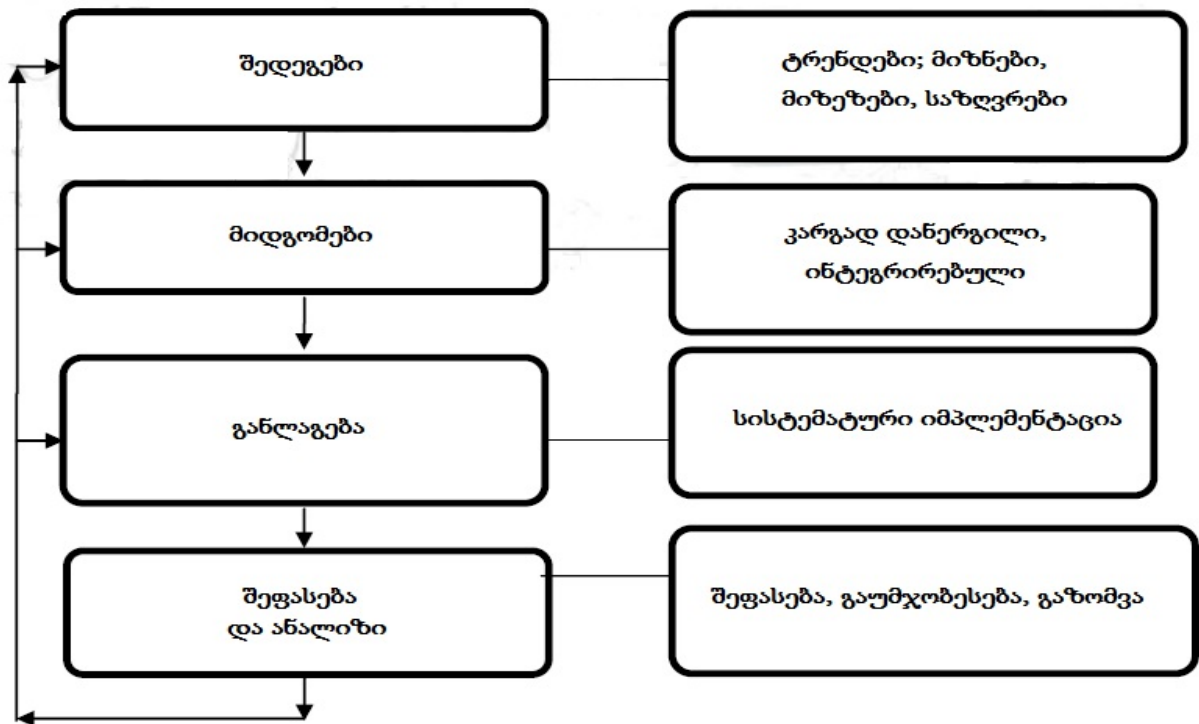 შედეგები
ტრენდები; მიზნები,
მიზეზები, საზღვრები
მიდგომები
კარგად დანერგილი,
ინტეგრირებული
განლაგება
სისტემატური იმპლემენტაცია
შეფასება
და ანალიზი
შეფასება, გაუმჯობესება, გაზომვა